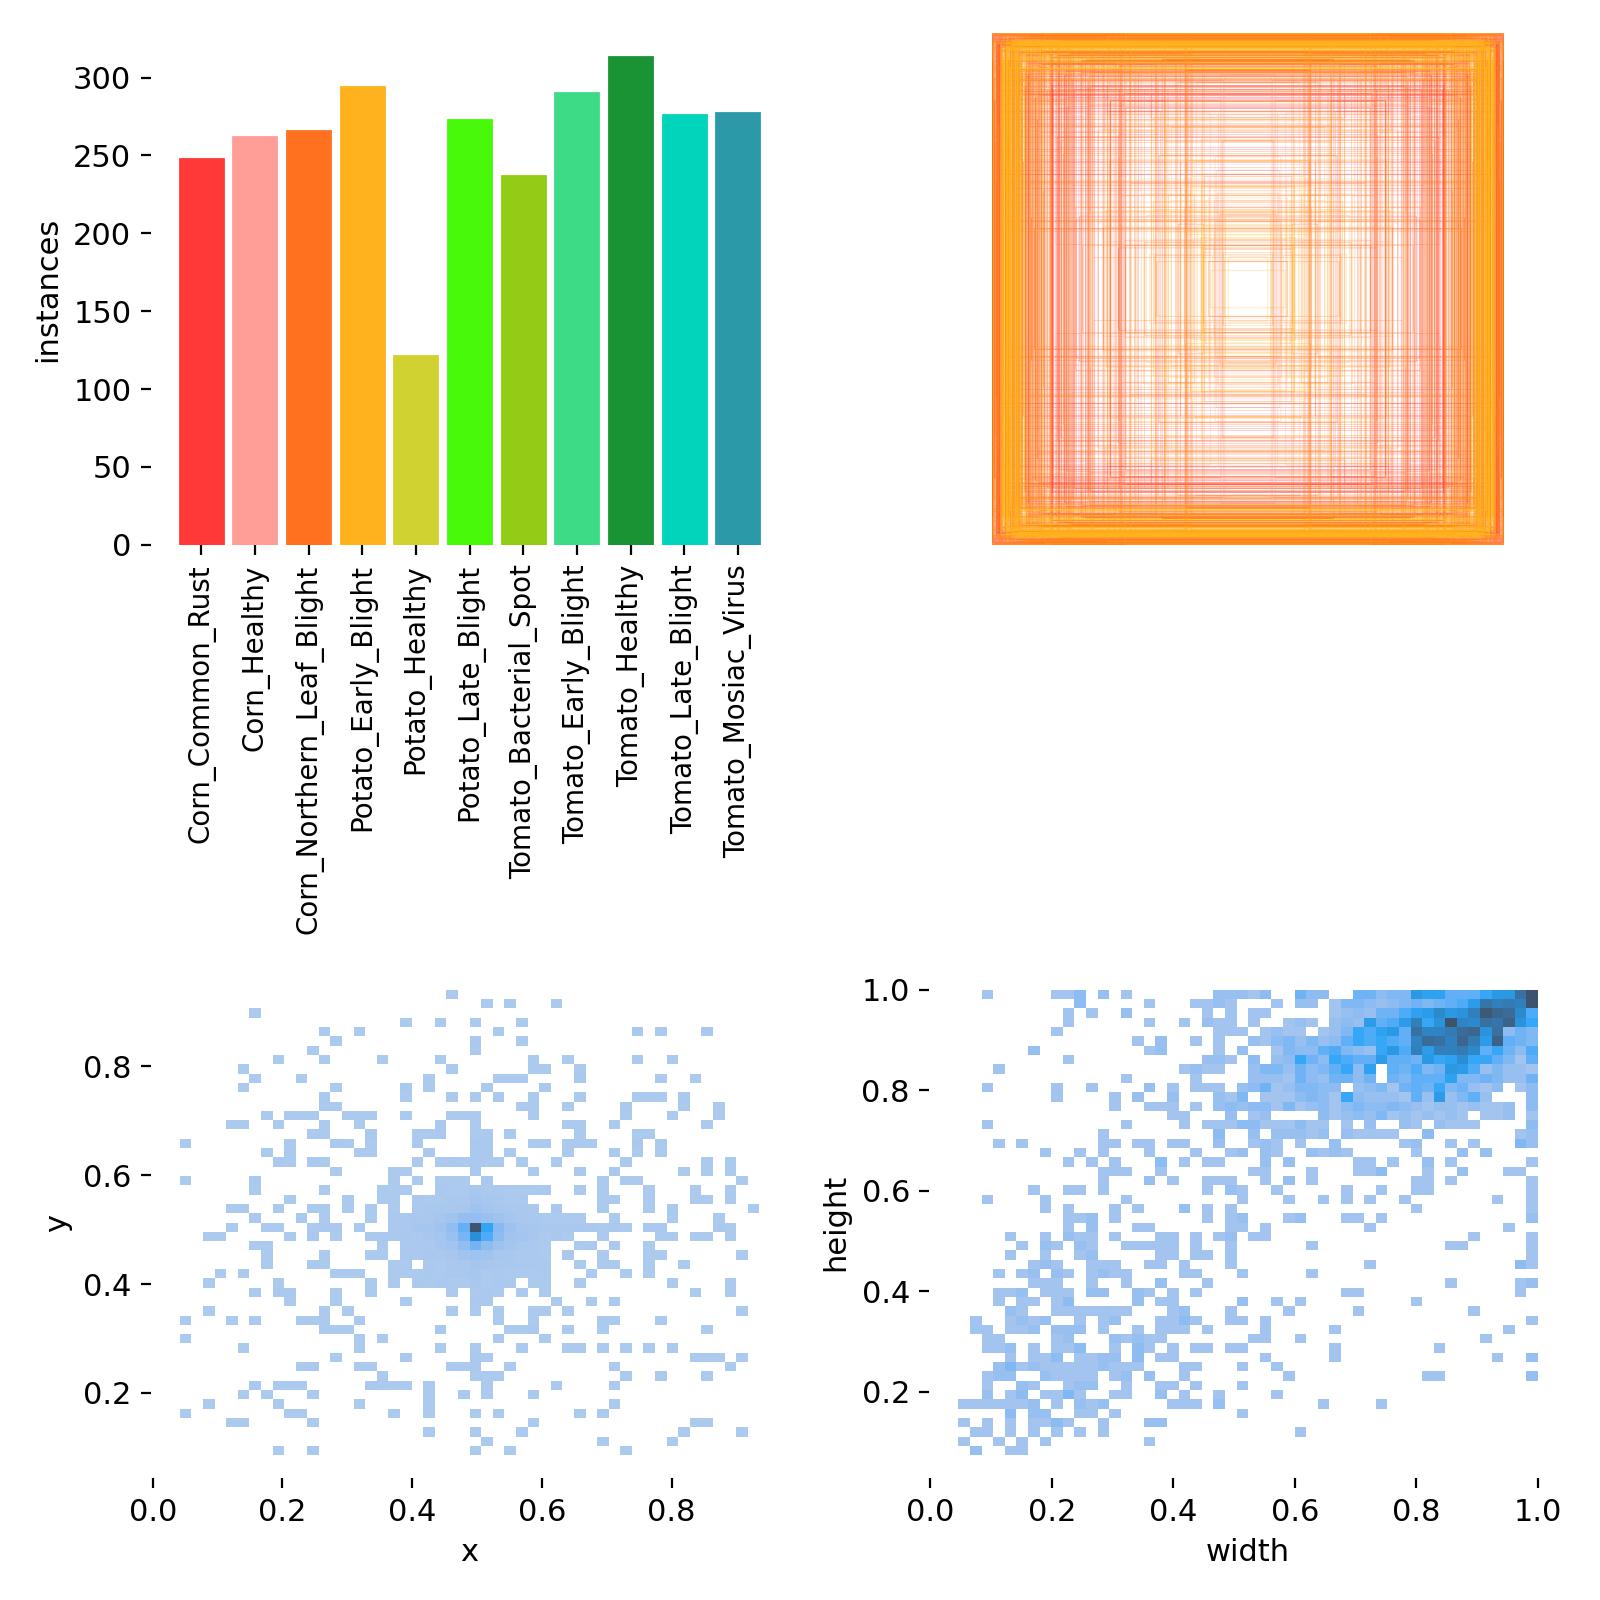 instances
300
250
200
150
100
50
0
Corn_Common_Rust
Corn_Healthy
Corn_Northern_Leaf_Blight
Potato_Early_Blight
Potato_Healthy
Potato_Late_Blight
Tomato_Bacterial_Spot
Tomato_Early_Blight
Tomato_Healthy
Tomato_Late_Blight
Tomato_Mosiac_Virus
y
0.8
0.6
0.4
0.2
0.0 0.2 0.4 0.6 0.8
x
height
1.0
0.8
0.6
0.4
0.2
0.0 0.2 0.4 0.6 0.8 1.0
width